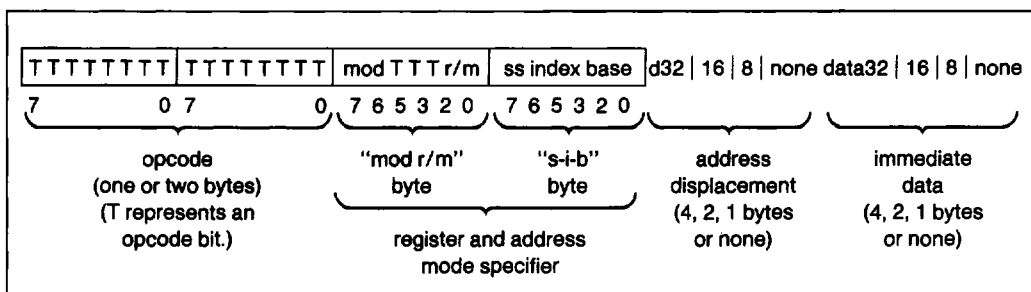 T T T T T T T T T T T T T T T T mod T T T r/m ss index base d32 | 16 | 8 | none data32 | 16 | 8 | none
7 0 7 0 7 6 5 3 2 0 7 6 5 3 2 0
opcode
(one or two bytes)
(T represents an
opcode bit.)
"mod r/m"
byte
"s-i-b"
byte
register and address
mode specifier
address
displacement
(4, 2, 1 bytes
or none)
immediate
data
(4, 2, 1 bytes
or none)